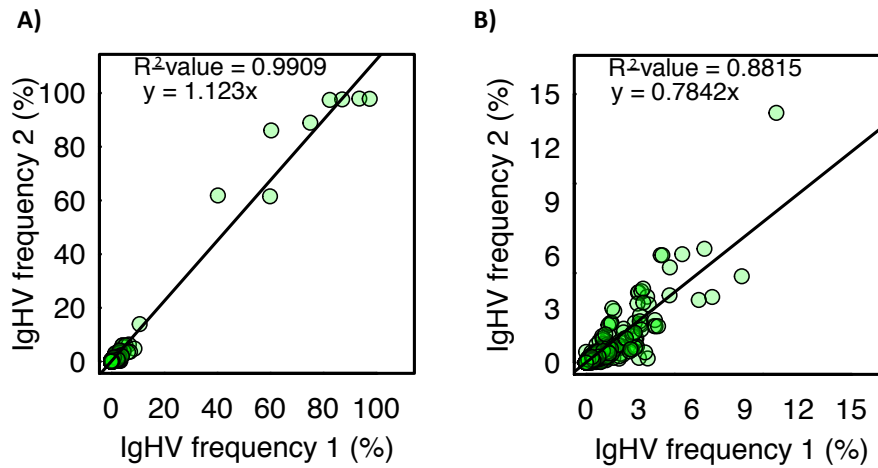 A)
R²-value = 0.9909
y = 1.123x
IgHV frequency 2 (%)
100
80
60
40
20
0
0 20 40 60 80 100
IgHV frequency 1 (%)
B)
R²-value = 0.8815
y = 0.7842x
IgHV frequency 2 (%)
15
12
9
6
3
0
0 3 6 9 12 15
IgHV frequency 1 (%)